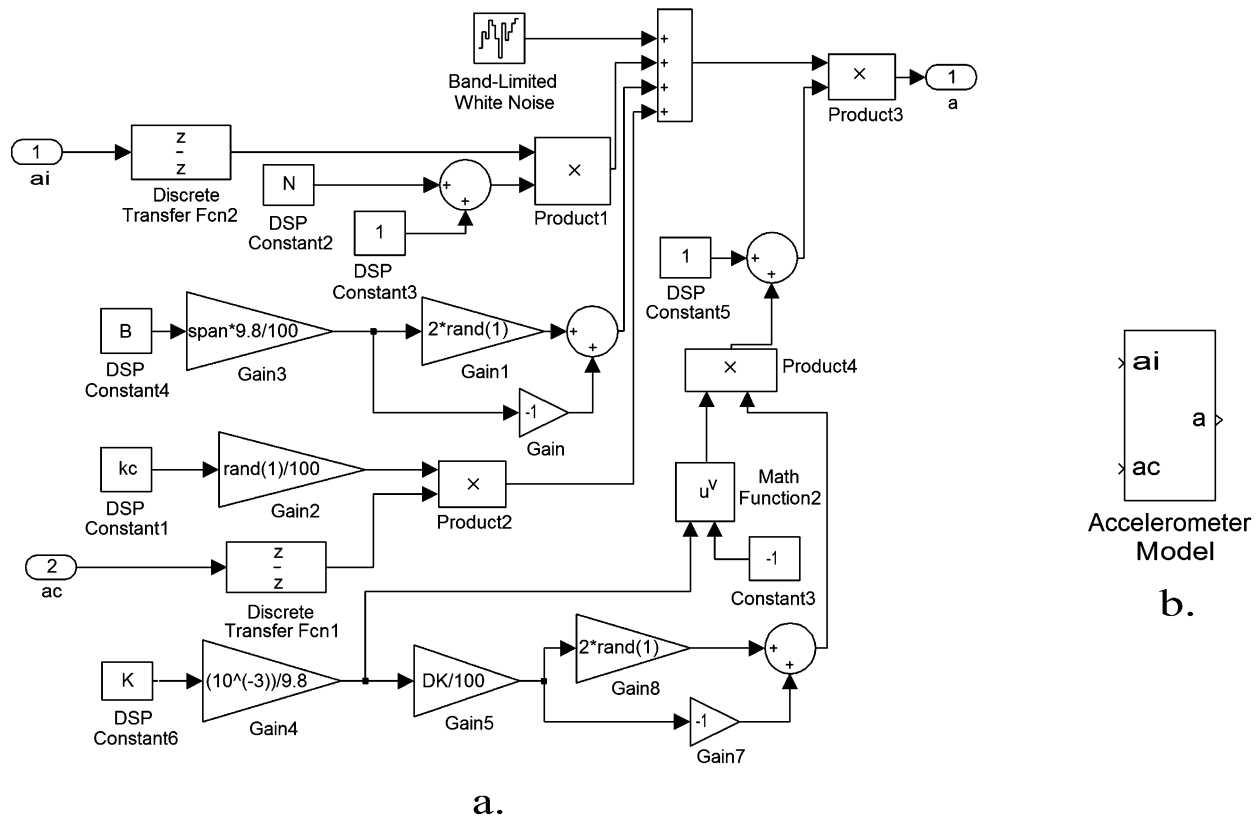 +
+
+
+
Band-Limited
White Noise
×
Product3
1
a
1
ai
z
z
Discrete
Transfer Fcn2
N
DSP
Constant2
+
+
1
DSP
Constant3
×
Product1
B
DSP
Constant4
span*9.8/100
Gain3
2*rand(1)
Gain1
+
+
-1
Gain
1
DSP
Constant5
+
+
×
Product4
kc
DSP
Constant1
rand(1)/100
Gain2
×
Product2
u^v
Math
Function2
-1
Constant3
2
ac
z
z
Discrete
Transfer Fcn1
K
DSP
Constant6
(10^(-3))/9.8
Gain4
DK/100
Gain5
2*rand(1)
Gain8
+
+
-1
Gain7
a.
ai
a
ac
Accelerometer
Model
b.